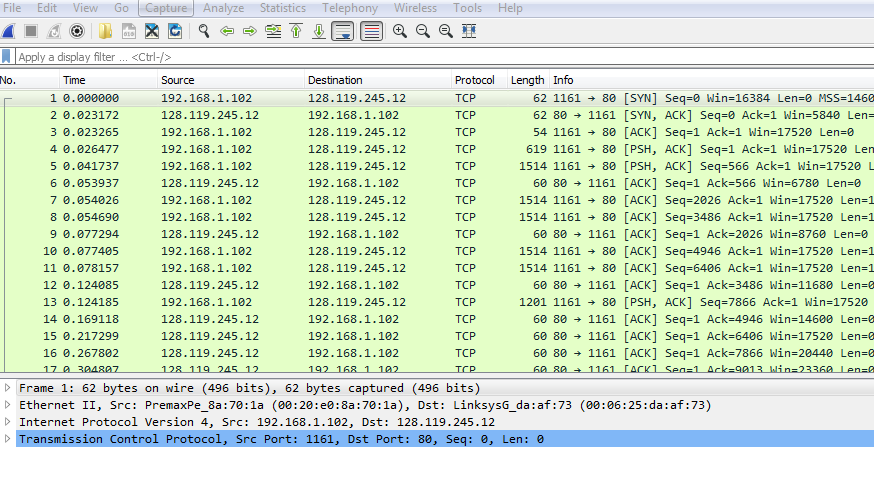 File Edit View Go Capture Analyze Statistics Telephony Wireless Tools Help
Apply a display filter ... <Ctrl-/>
No. Time Source Destination Protocol Length Info
1 0.000000 192.168.1.102 128.119.245.12 TCP 62 1161 → 80 [SYN] Seq=0 Win=16384 Len=0 MSS=1460
2 0.023172 128.119.245.12 192.168.1.102 TCP 62 80 → 1161 [SYN, ACK] Seq=0 Ack=1 Win=5840 Len=
3 0.023265 192.168.1.102 128.119.245.12 TCP 54 1161 → 80 [ACK] Seq=1 Ack=1 Win=17520 Len=0
4 0.026477 192.168.1.102 128.119.245.12 TCP 619 1161 → 80 [PSH, ACK] Seq=1 Ack=1 Win=17520 Len
5 0.041737 192.168.1.102 128.119.245.12 TCP 1514 1161 → 80 [PSH, ACK] Seq=566 Ack=1 Win=17520 L
6 0.053937 128.119.245.12 192.168.1.102 TCP 60 80 → 1161 [ACK] Seq=1 Ack=566 Win=6780 Len=0
7 0.054026 192.168.1.102 128.119.245.12 TCP 1514 1161 → 80 [ACK] Seq=2026 Ack=1 Win=17520 Len=1
8 0.054690 192.168.1.102 128.119.245.12 TCP 1514 1161 → 80 [ACK] Seq=3486 Ack=1 Win=17520 Len=1
9 0.077294 128.119.245.12 192.168.1.102 TCP 60 80 → 1161 [ACK] Seq=1 Ack=2026 Win=8760 Len=0
10 0.077405 192.168.1.102 128.119.245.12 TCP 1514 1161 → 80 [ACK] Seq=4946 Ack=1 Win=17520 Len=1
11 0.078157 192.168.1.102 128.119.245.12 TCP 1514 1161 → 80 [ACK] Seq=6406 Ack=1 Win=17520 Len=1
12 0.124085 128.119.245.12 192.168.1.102 TCP 60 80 → 1161 [ACK] Seq=1 Ack=3486 Win=11680 Len=0
13 0.124185 192.168.1.102 128.119.245.12 TCP 1201 1161 → 80 [PSH, ACK] Seq=7866 Ack=1 Win=17520
14 0.169118 128.119.245.12 192.168.1.102 TCP 60 80 → 1161 [ACK] Seq=1 Ack=4946 Win=14600 Len=0
15 0.217299 128.119.245.12 192.168.1.102 TCP 60 80 → 1161 [ACK] Seq=1 Ack=6406 Win=17520 Len=0
16 0.267802 128.119.245.12 192.168.1.102 TCP 60 80 → 1161 [ACK] Seq=1 Ack=7866 Win=20440 Len=0
17 0.304807 128.119.245.12 192.168.1.102 TCP 60 80 → 1161 [ACK] Seq=1 Ack=9013 Win=23360 Len=0
Frame 1: 62 bytes on wire (496 bits), 62 bytes captured (496 bits)
Ethernet II, Src: PremaxPe_8a:70:1a (00:20:e0:8a:70:1a), Dst: LinksysG_da:af:73 (00:06:25:da:af:73)
Internet Protocol Version 4, Src: 192.168.1.102, Dst: 128.119.245.12
Transmission Control Protocol, Src Port: 1161, Dst Port: 80, Seq: 0, Len: 0